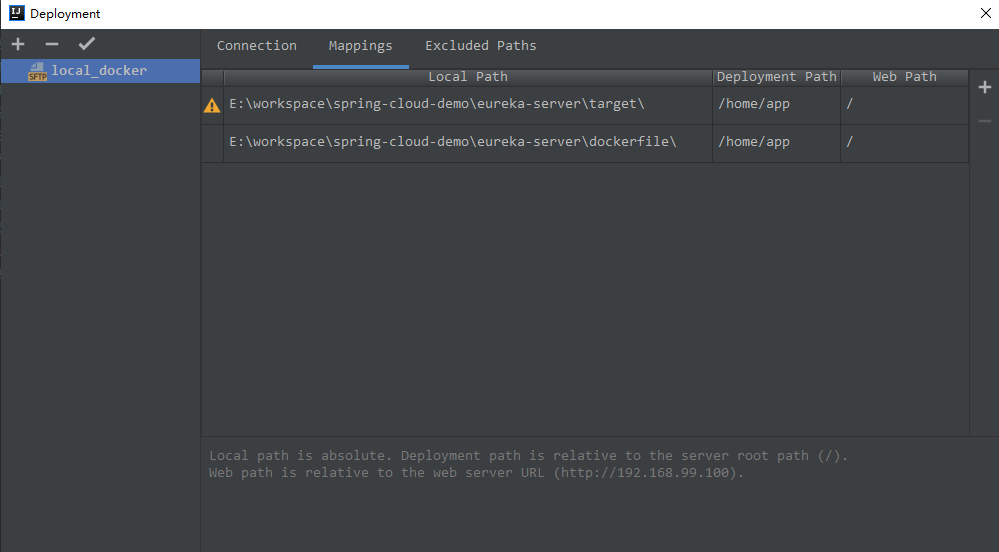 Deployment
local_docker
Connection Mappings Excluded Paths
Local Path Deployment Path Web Path
E:\workspace\spring-cloud-demo\eureka-server\target\ /home/app /
E:\workspace\spring-cloud-demo\eureka-server\dockerfile\ /home/app /
Local path is absolute. Deployment path is relative to the server root path (/).
Web path is relative to the web server URL (http://192.168.99.100).